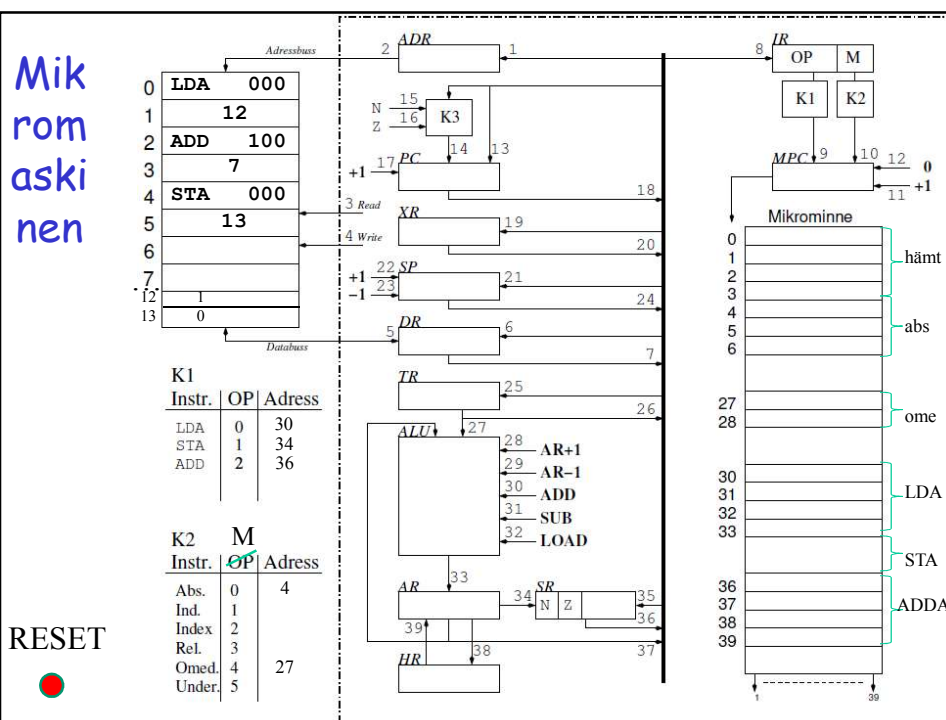 Mik
rom
aski
nen
Adressbuss
0 LDA 000
1 12
2 ADD 100
3 7
4 STA 000
5 13
6
7
12 1
13 0
3 Read
4 Write
Databuss
K1
Instr. OP Adress
LDA 0 30
STA 1 34
ADD 2 36
K2 M
Instr. OP Adress
Abs. 0 4
Ind. 1
Index 2
Rel. 3
Omed. 4 27
Under. 5
RESET
2 ADR 1
N 15
Z 16
K3
14 13
+1 17 PC
18
XR 19
20
+1 22 SP
-1 23 21
24
5 DR 6
7
TR 25
26
ALU 27
28 AR+1
29 AR-1
30 ADD
31 SUB
32 LOAD
33
AR 34 SR 35
N Z
36
39 38 37
HR
8 IR
OP M
K1 K2
MPC 9 10 12 0
11 +1
Mikrominne
0
1
2
3
hämt
4
5
6
abs
27
28
ome
30
31
32
33
LDA
STA
36
37
38
39
ADDA
1 39